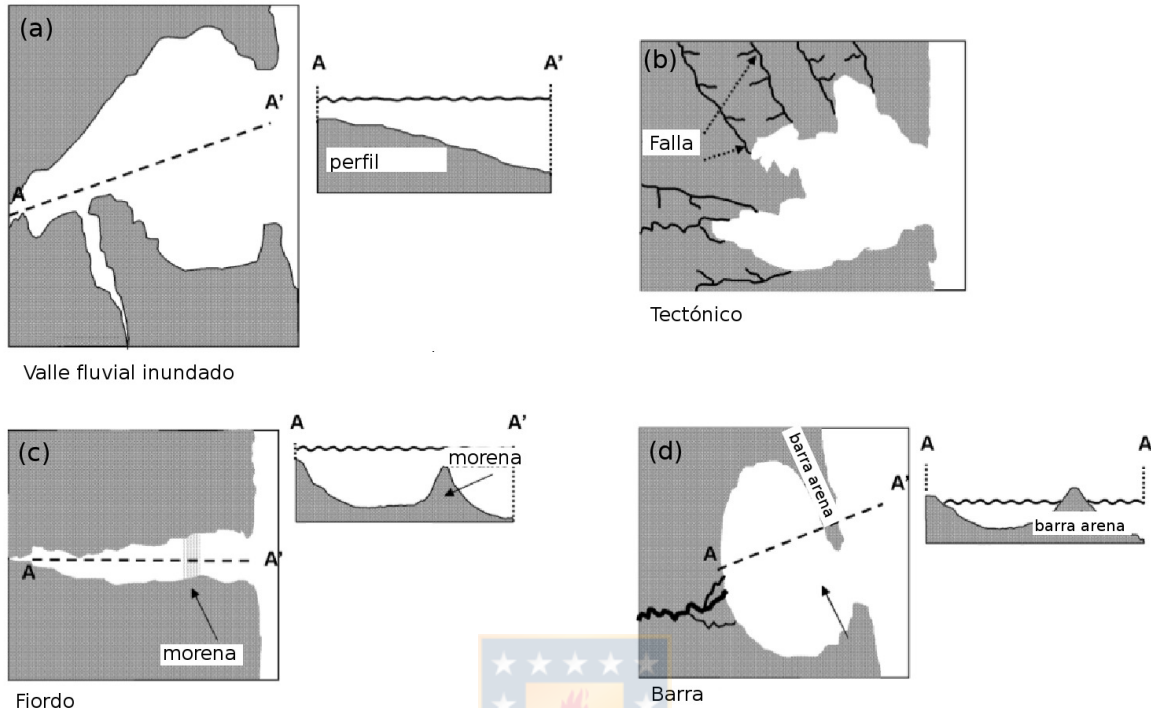 (a)
A
A'
A
A'
perfil
Valle fluvial inundado
(b)
Falla
Tectónico
(c)
A
A'
morena
Fiordo
A
A'
morena
(d)
barra arena
A
A'
Barra
A
A
barra arena